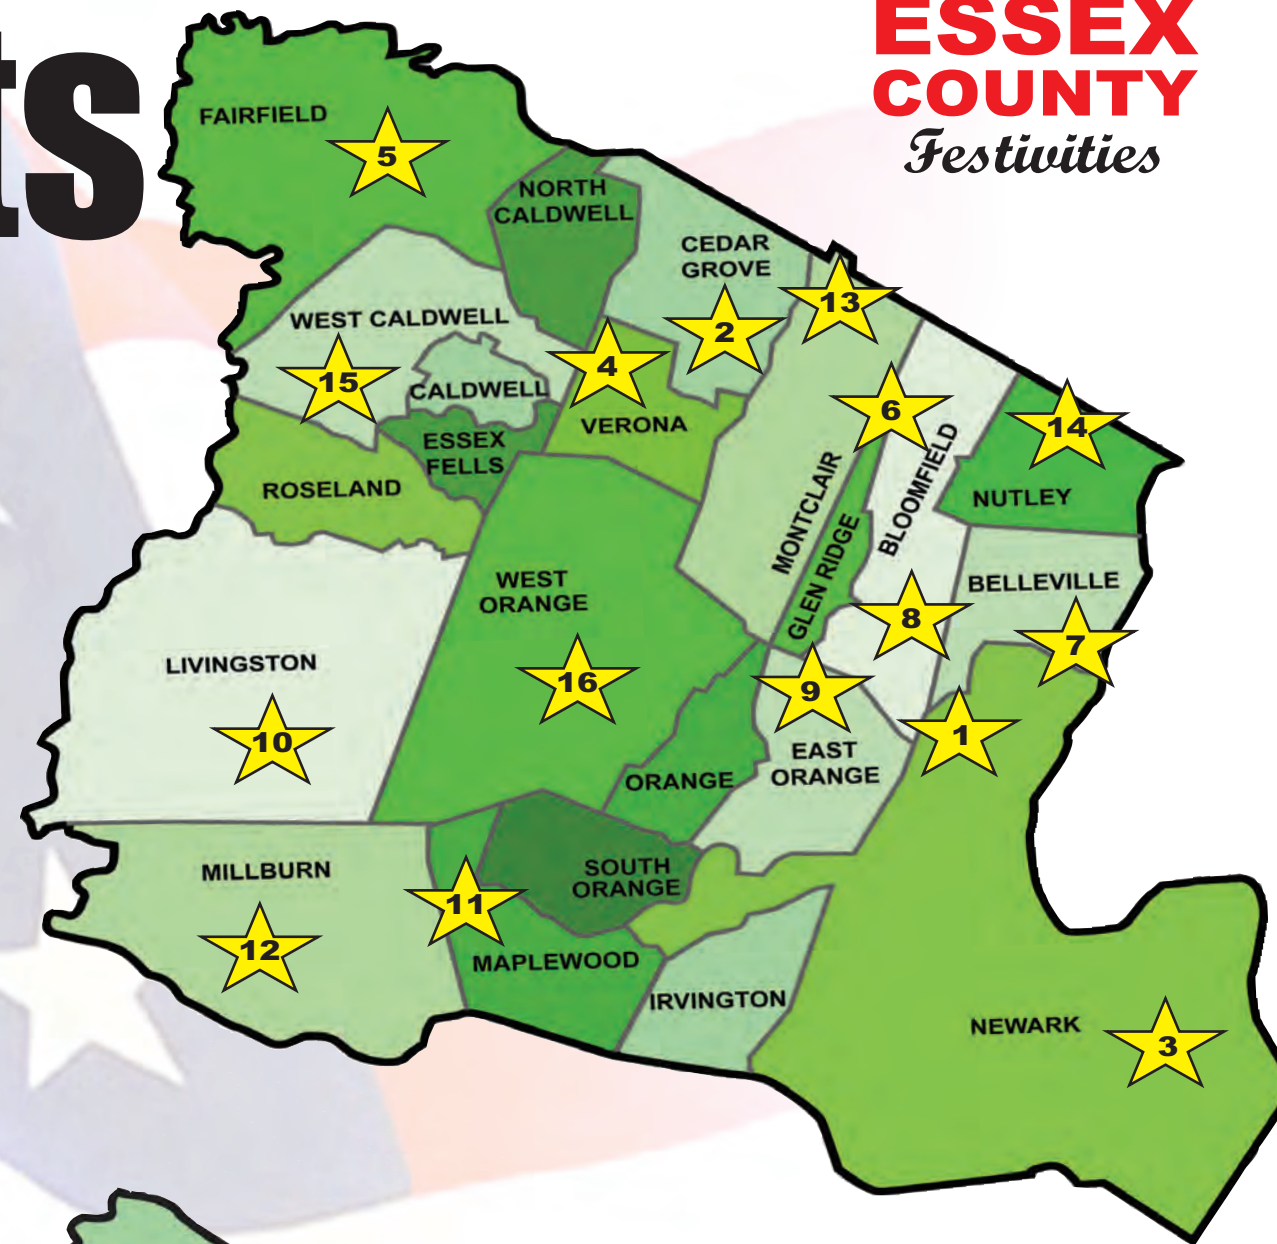 ts
ESSEX
COUNTY
Festivities
FAIRFIELD
5
NORTH
CALDWELL
CEDAR
GROVE
13
WEST CALDWELL
2
4
15
CALDWELL
6
VERONA
14
ESSEX
FELLS
ROSELAND
MONTCLAIR
BLOOMFIELD
NUTLEY
GLEN RIDGE
WEST
ORANGE
BELLEVILLE
8
7
LIVINGSTON
16
9
10
1
EAST
ORANGE
ORANGE
MILLBURN
SOUTH
ORANGE
11
12
MAPLEWOOD
IRVINGTON
NEWARK
3